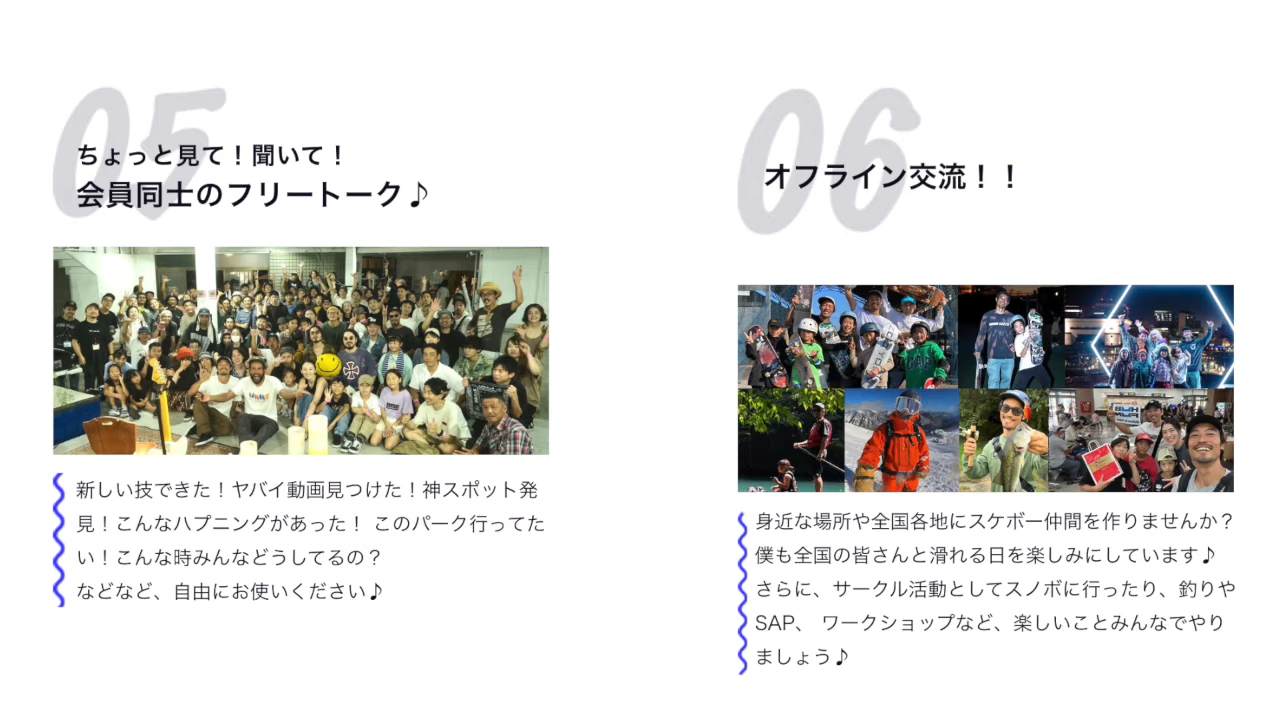 05
ちょっと見て！聞いて！
会員同士のフリートーク♪
新しい技できた！ヤバイ動画見つけた！神スポット発
見！こんなハプニングがあった！ このパーク行ってた
い！こんな時みんなどうしてるの？
などなど、自由にお使いください♪
06
オフライン交流！！
身近な場所や全国各地にスケボー仲間を作りませんか？
僕も全国の皆さんと滑れる日を楽しみにしています♪
さらに、サークル活動としてスノボに行ったり、釣りや
SAP、 ワークショップなど、楽しいことみんなでやり
ましょう♪